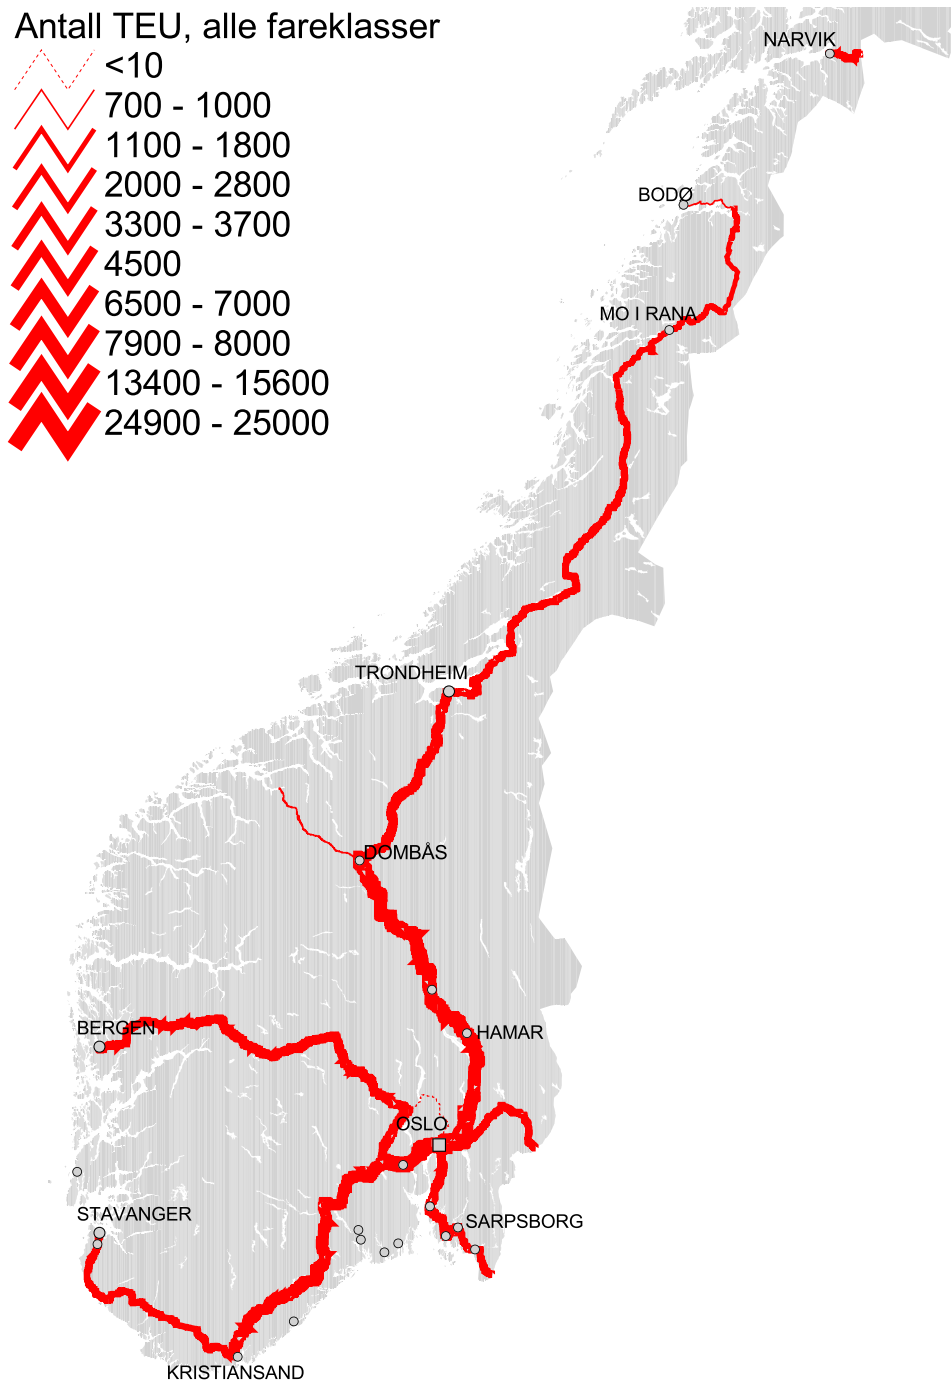 Antall TEU, alle fareklasser
<10
700 - 1000
1100 - 1800
2000 - 2800
3300 - 3700
4500
6500 - 7000
7900 - 8000
13400 - 15600
24900 - 25000
NARVIK
BODØ
MO I RANA
TRONDHEIM
DOMBÅS
BERGEN
HAMAR
OSLO
STAVANGER
SARPSBORG
KRISTIANSAND